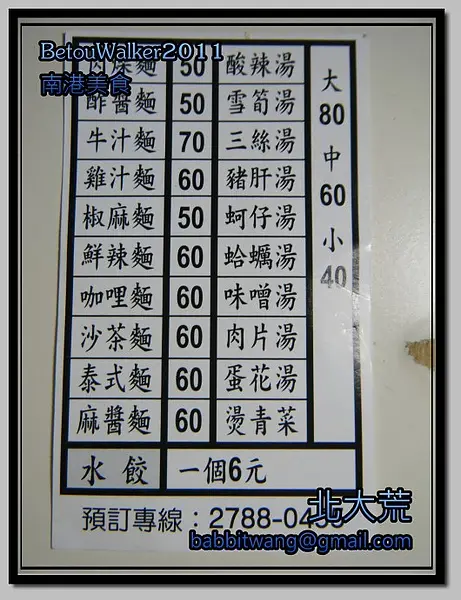 BetouWalker2011
南港美食
麵 50 酸辣湯
酢醬麵 50 雪筍湯
牛汁麵 70 三絲湯
雞汁麵 60 豬肝湯
椒麻麵 50 蚵仔湯
鮮辣麵 60 蛤蠣湯
咖哩麵 60 味噌湯
沙茶麵 60 肉片湯
泰式麵 60 蛋花湯
麻醬麵 60 燙青菜
大
80
中
60
小
40
水餃 一個6元
預訂專線：2788-04
北大荒
babbitwang@gmail.com